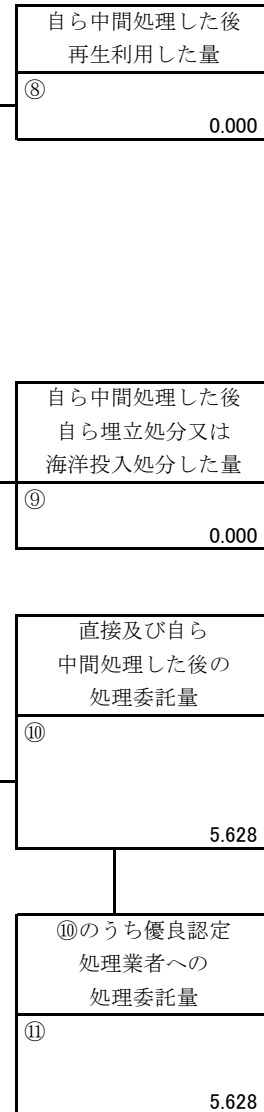 自ら中間処理した後
再生利用した量
⑧
0.000
自ら中間処理した後
自ら埋立処分又は
海洋投入処分した量
⑨
0.000
直接及び自ら
中間処理した後の
処理委託量
⑩
5.628
⑩のうち優良認定
処理業者への
処理委託量
⑪
5.628